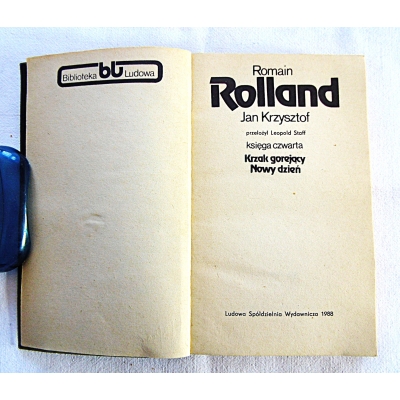 Biblioteka bl Ludowa
Romain
Rolland
Jan Krzysztof
przełożył Leopold Staff
księga czwarta
Krzak gorejący
Nowy dzień
Ludowa Spółdzielnia Wydawnicza 1988